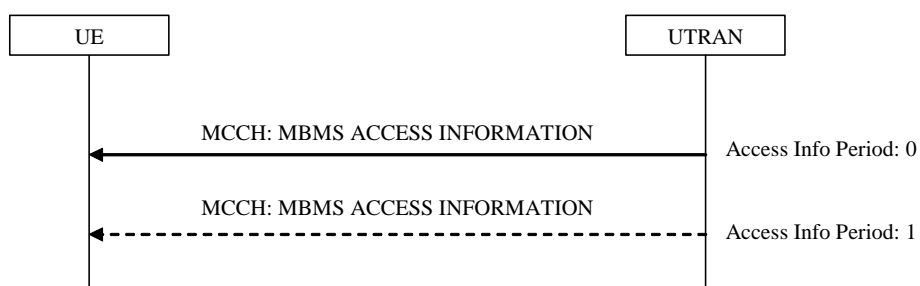 UE
UTRAN
MCCH: MBMS ACCESS INFORMATION
Access Info Period: 0
MCCH: MBMS ACCESS INFORMATION
Access Info Period: 1